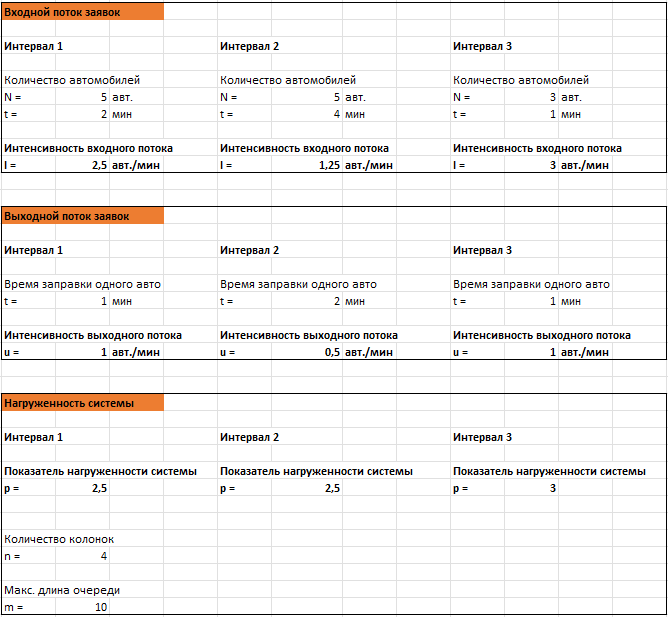 Входной поток заявок
Интервал 1 Интервал 2 Интервал 3
Количество автомобилей Количество автомобилей Количество автомобилей
N = 5 авт. N = 5 авт. N = 3 авт.
t = 2 мин t = 4 мин t = 1 мин
Интенсивность входного потока Интенсивность входного потока Интенсивность входного потока
I = 2,5 авт./мин I = 1,25 авт./мин I = 3 авт./мин
Выходной поток заявок
Интервал 1 Интервал 2 Интервал 3
Время заправки одного авто Время заправки одного авто Время заправки одного авто
t = 1 мин t = 2 мин t = 1 мин
Интенсивность выходного потока Интенсивность выходного потока Интенсивность выходного потока
u = 1 авт./мин u = 0,5 авт./мин u = 1 авт./мин
Нагруженность системы
Интервал 1 Интервал 2 Интервал 3
Показатель нагруженности системы Показатель нагруженности системы Показатель нагруженности системы
p = 2,5 p = 2,5 p = 3
Количество колонок
n = 4
Макс. длина очереди
m = 10